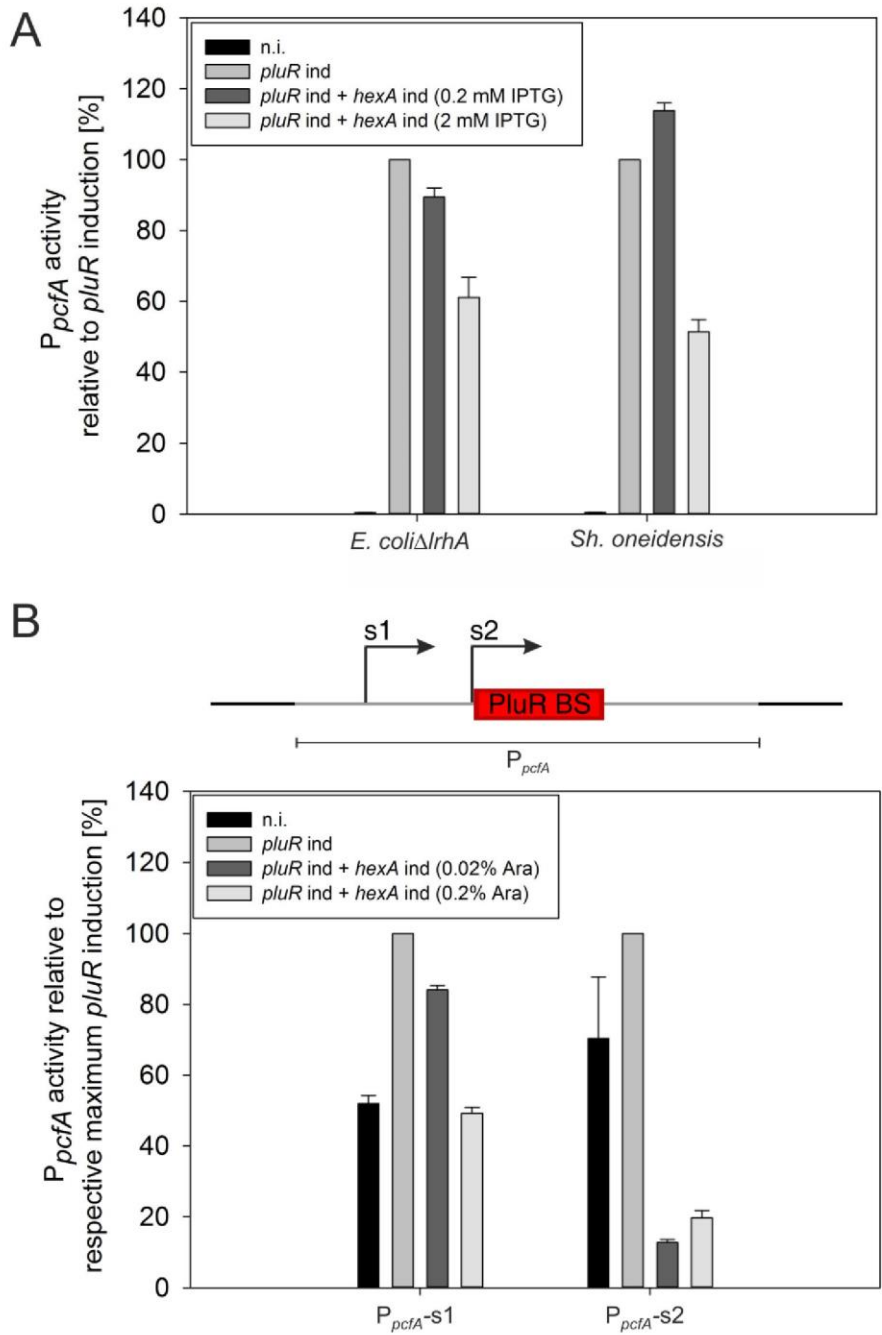 A
n.i.
pluR ind
pluR ind + hexA ind (0.2 mM IPTG)
pluR ind + hexA ind (2 mM IPTG)
PpcfA activity
relative to pluR induction [%]
140
120
100
80
60
40
20
0
E. coliΔlrhA
Sh. oneidensis
B
s1
s2
PluR BS
PpcfA
n.i.
pluR ind
pluR ind + hexA ind (0.02% Ara)
pluR ind + hexA ind (0.2% Ara)
PpcfA activity relative to
respective maximum pluR induction [%]
140
120
100
80
60
40
20
0
PpcfA-s1
PpcfA-s2